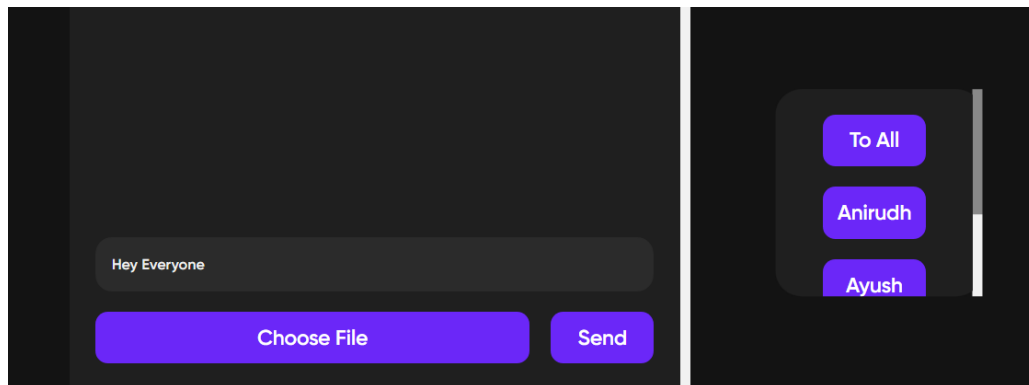 Hey Everyone
Choose File
Send
To All
Anirudh
Ayush